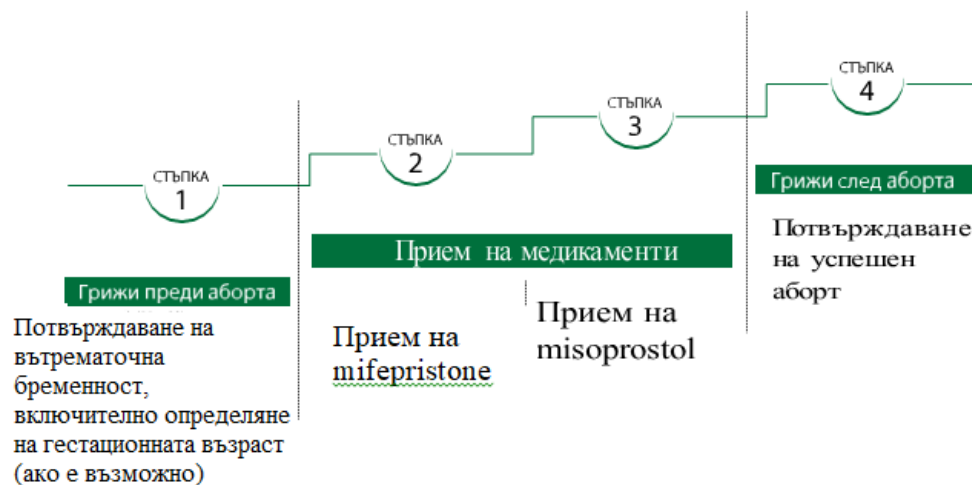 СТЪПКА
1
Грижи преди аборта
Потвърждаване на
вътрематочна
бременност,
включително определяне
на гестационната възраст
(ако е възможно)
СТЪПКА
2
СТЪПКА
3
Прием на медикаменти
Прием на
mifepristone
Прием на
misoprostol
СТЪПКА
4
Грижи след аборта
Потвърждаване
на успешен
аборт